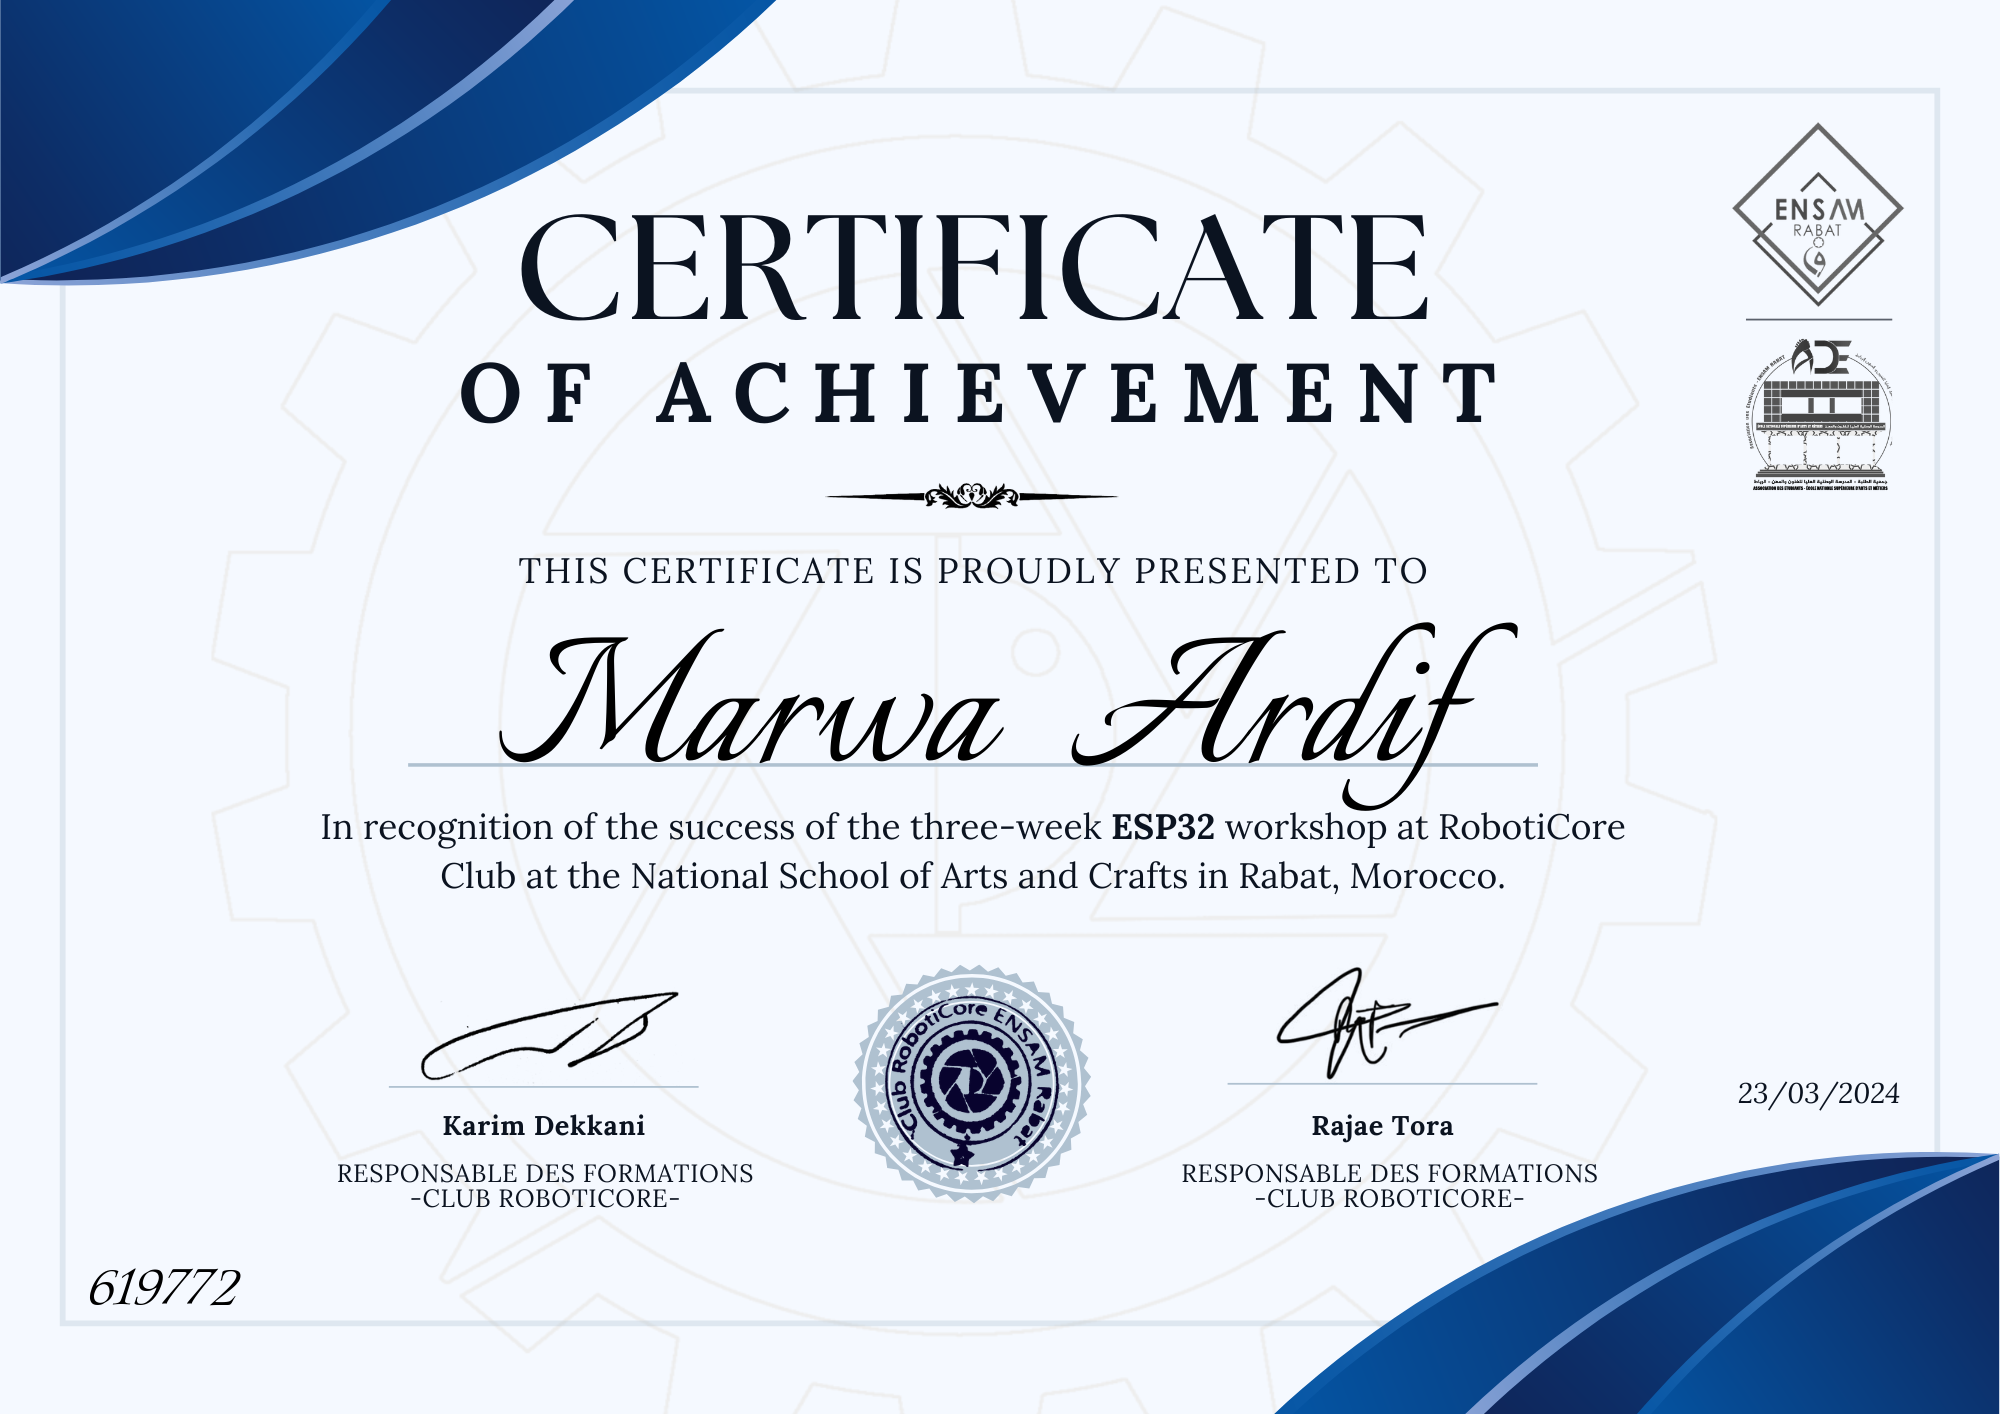 CERTIFICATE
OF ACHIEVEMENT
ENSAM
RABAT
ADE
THIS CERTIFICATE IS PROUDLY PRESENTED TO
Marwa Ardif
In recognition of the success of the three-week ESP32 workshop at RobotiCore
Club at the National School of Arts and Crafts in Rabat, Morocco.
Club RobotiCore ENSAM Rabat
Karim Dekkani
RESPONSABLE DES FORMATIONS
-CLUB ROBOTICORE-
Rajae Tora
RESPONSABLE DES FORMATIONS
-CLUB ROBOTICORE-
23/03/2024
619772